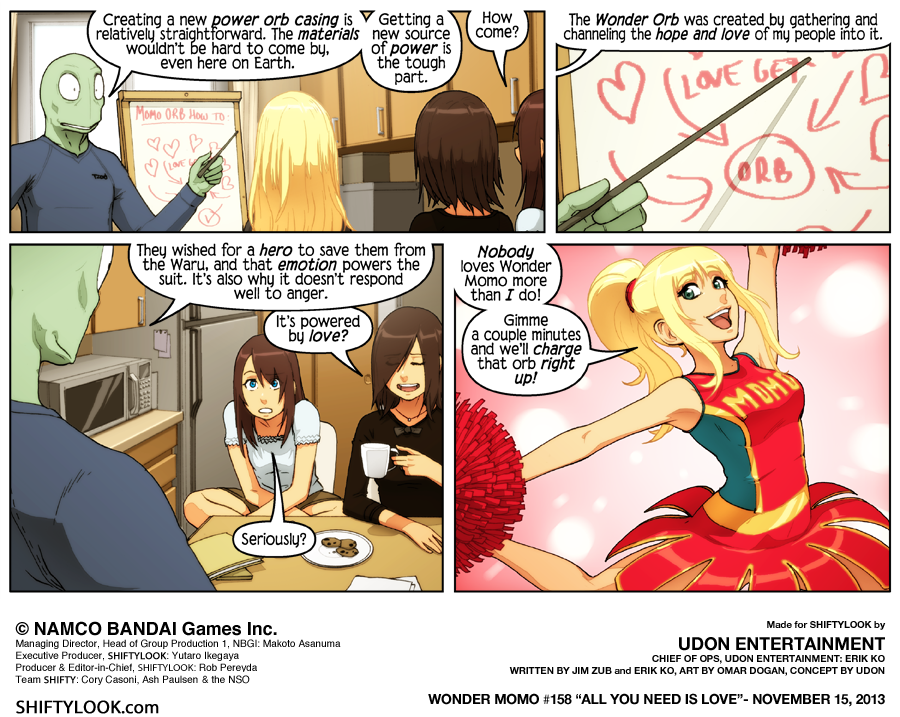 Creating a new power orb casing is
relatively straightforward. The materials
wouldn't be hard to come by,
even here on Earth.
Getting a
new source
of power is
the tough
part.
How
come?
MOMO ORB HOW TO:
LOVE
The Wonder Orb was created by gathering and
channeling the hope and love of my people into it.
LOVE GET
ORB
They wished for a hero to save them from
the Waru, and that emotion powers the
suit. It's also why it doesn't respond
well to anger.
It's powered
by love?
Seriously?
Nobody
loves Wonder
Momo more
than I do!
Gimme
a couple minutes
and we'll charge
that orb right
up!
MOMO
© NAMCO BANDAI Games Inc.
Managing Director, Head of Group Production 1, NBGI: Makoto Asanuma
Executive Producer, SHIFTYLOOK: Yutaro Ikegaya
Producer & Editor-in-Chief, SHIFTYLOOK: Rob Pereyda
Team SHIFTY: Cory Casoni, Ash Paulsen & the NSO
SHIFTYLOOK.com
Made for SHIFTYLOOK by
UDON ENTERTAINMENT
CHIEF OF OPS, UDON ENTERTAINMENT: ERIK KO
WRITTEN BY JIM ZUB and ERIK KO, ART BY OMAR DOGAN, CONCEPT BY UDON
WONDER MOMO #158 “ALL YOU NEED IS LOVE”- NOVEMBER 15, 2013